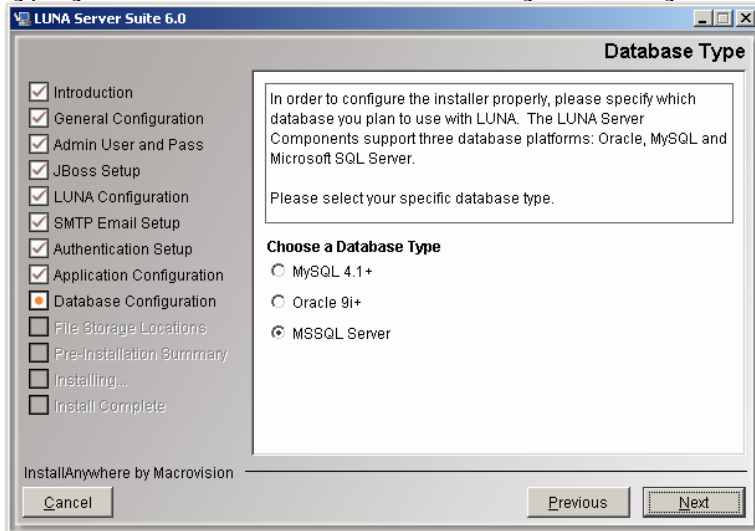 LUNA Server Suite 6.0
Database Type
Introduction
General Configuration
Admin User and Pass
JBoss Setup
LUNA Configuration
SMTP Email Setup
Authentication Setup
Application Configuration
Database Configuration
File Storage Locations
Pre-Installation Summary
Installing...
Install Complete
In order to configure the installer properly, please specify which
database you plan to use with LUNA. The LUNA Server
Components support three database platforms: Oracle, MySQL and
Microsoft SQL Server.
Please select your specific database type.
Choose a Database Type
MySQL 4.1+
Oracle 9i+
MSSQL Server
InstallAnywhere by Macrovision
Cancel
Previous
Next